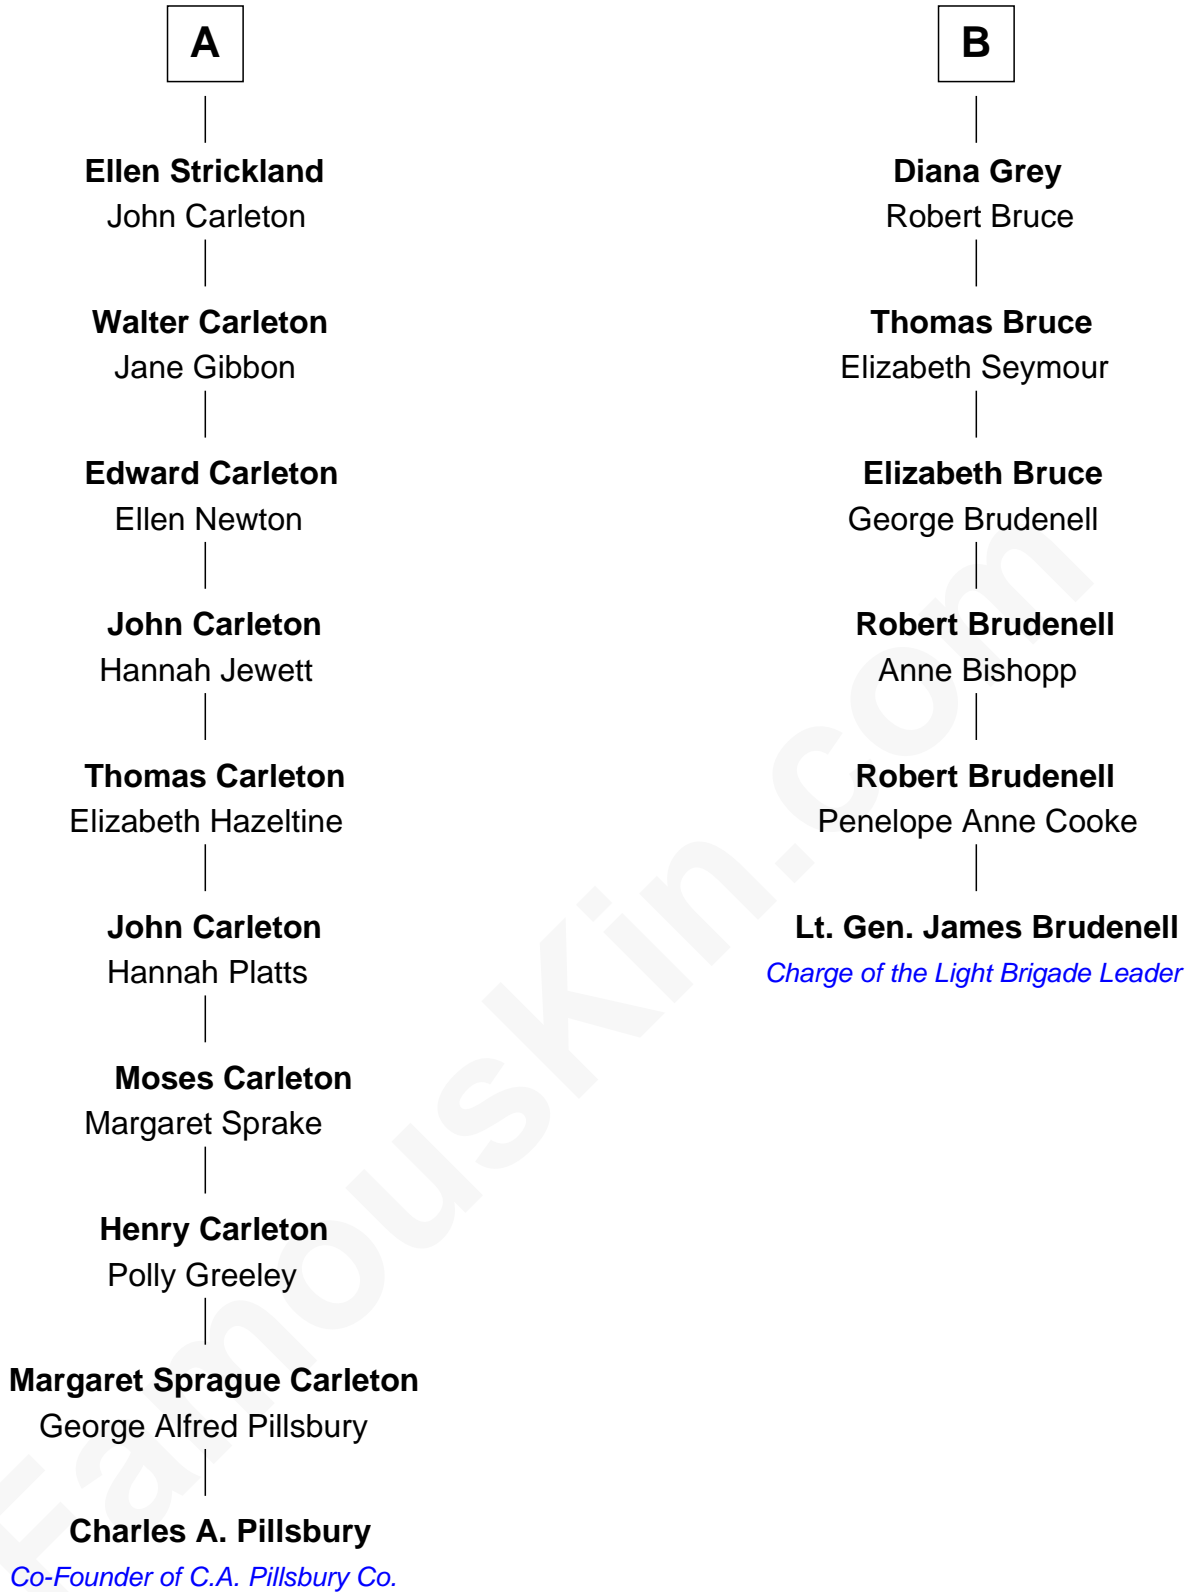 A
Ellen Strickland
John Carleton
Walter Carleton
Jane Gibbon
Edward Carleton
Ellen Newton
John Carleton
Hannah Jewett
Thomas Carleton
Elizabeth Hazeltine
John Carleton
Hannah Platts
Moses Carleton
Margaret Sprake
Henry Carleton
Polly Greeley
Margaret Sprague Carleton
George Alfred Pillsbury
Charles A. Pillsbury
Co-Founder of C.A. Pillsbury Co.
B
Diana Grey
Robert Bruce
Thomas Bruce
Elizabeth Seymour
Elizabeth Bruce
George Brudenell
Robert Brudenell
Anne Bishopp
Robert Brudenell
Penelope Anne Cooke
Lt. Gen. James Brudenell
Charge of the Light Brigade Leader
FamousKin.com